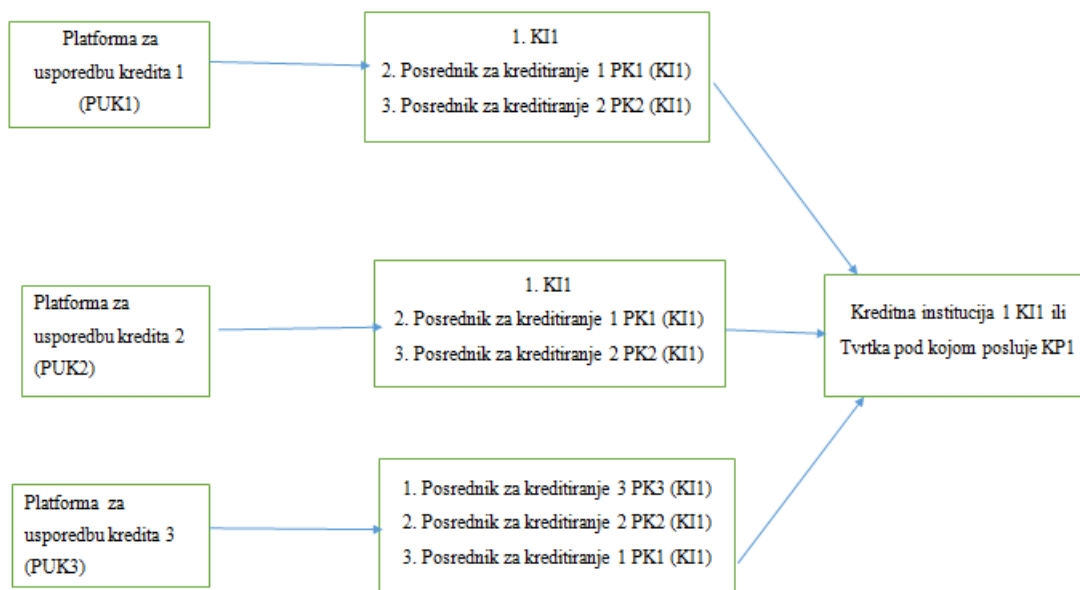 Platforma za
usporedbu kredita 1
(PUK1)
1. KI1
2. Posrednik za kreditiranje 1 PK1 (KI1)
3. Posrednik za kreditiranje 2 PK2 (KI1)
Platforma za
usporedbu kredita 2
(PUK2)
1. KI1
2. Posrednik za kreditiranje 1 PK1 (KI1)
3. Posrednik za kreditiranje 2 PK2 (KI1)
Kreditna institucija 1 KI1 ili
Tvrtka pod kojom posluje KP1
Platforma za
usporedbu kredita 3
(PUK3)
1. Posrednik za kreditiranje 3 PK3 (KI1)
2. Posrednik za kreditiranje 2 PK2 (KI1)
3. Posrednik za kreditiranje 1 PK1 (KI1)